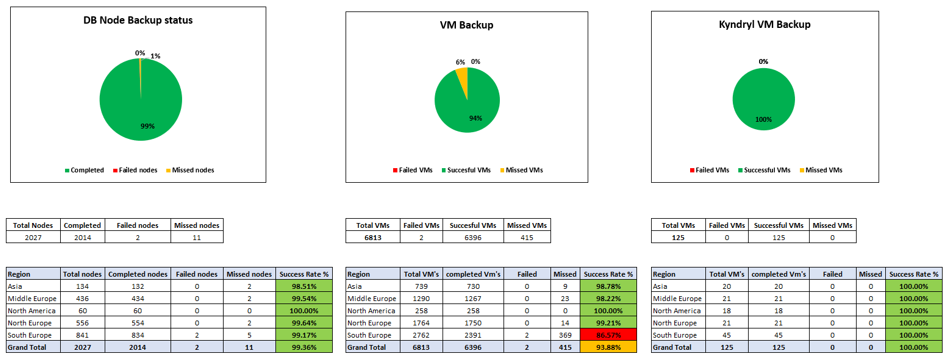 DB Node Backup status
0%
1%
99%
Completed Failed nodes Missed nodes
VM Backup
6% 0%
94%
Failed VMs Succesful VMs Missed VMs
Kyndryl VM Backup
0%
100%
Failed VMs Successful VMs Missed VMs
Total Nodes Completed Failed nodes Missed nodes
2027 2014 2 11
Total VMs Failed VMs Succesful VMs Missed VMs
6813 2 6396 415
Total VMs Failed VMs Successful VMs Missed VMs
125 0 125 0
Region Total nodes Completed nodes Failed nodes Missed nodes Success Rate %
Asia 134 132 0 2 98.51%
Middle Europe 436 434 0 2 99.54%
North America 60 60 0 0 100.00%
North Europe 556 554 0 2 99.64%
South Europe 841 834 2 5 99.17%
Grand Total 2027 2014 2 11 99.36%
Region Total VM's completed Vm's Failed Missed Success Rate %
Asia 739 730 0 9 98.78%
Middle Europe 1290 1267 0 23 98.22%
North America 258 258 0 0 100.00%
North Europe 1764 1750 0 14 99.21%
South Europe 2762 2391 2 369 86.57%
Grand Total 6813 6396 2 415 93.88%
Region Total VM's completed Vm's Failed Missed Success Rate %
Asia 20 20 0 0 100.00%
Middle Europe 21 21 0 0 100.00%
North America 18 18 0 0 100.00%
North Europe 21 21 0 0 100.00%
South Europe 45 45 0 0 100.00%
Grand Total 125 125 0 0 100.00%